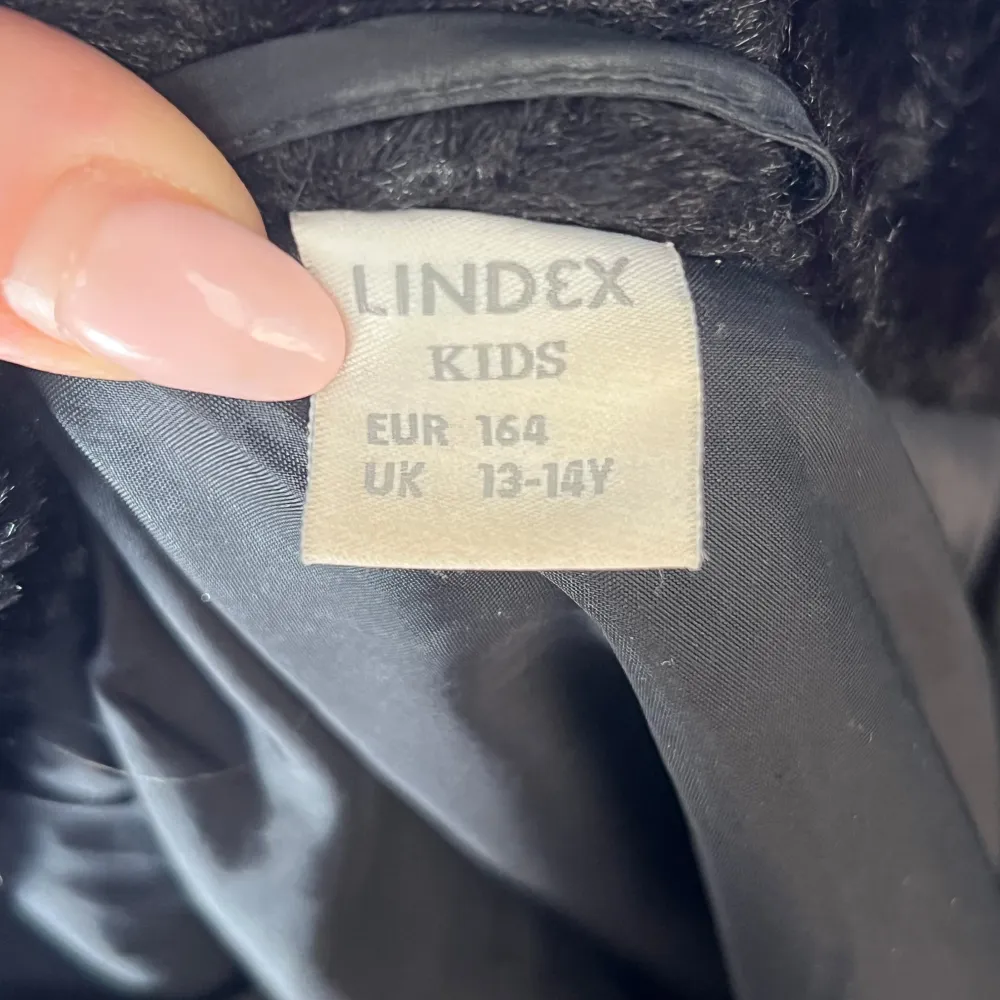 LINDEX
KIDS
EUR 164
UK 13-14Y